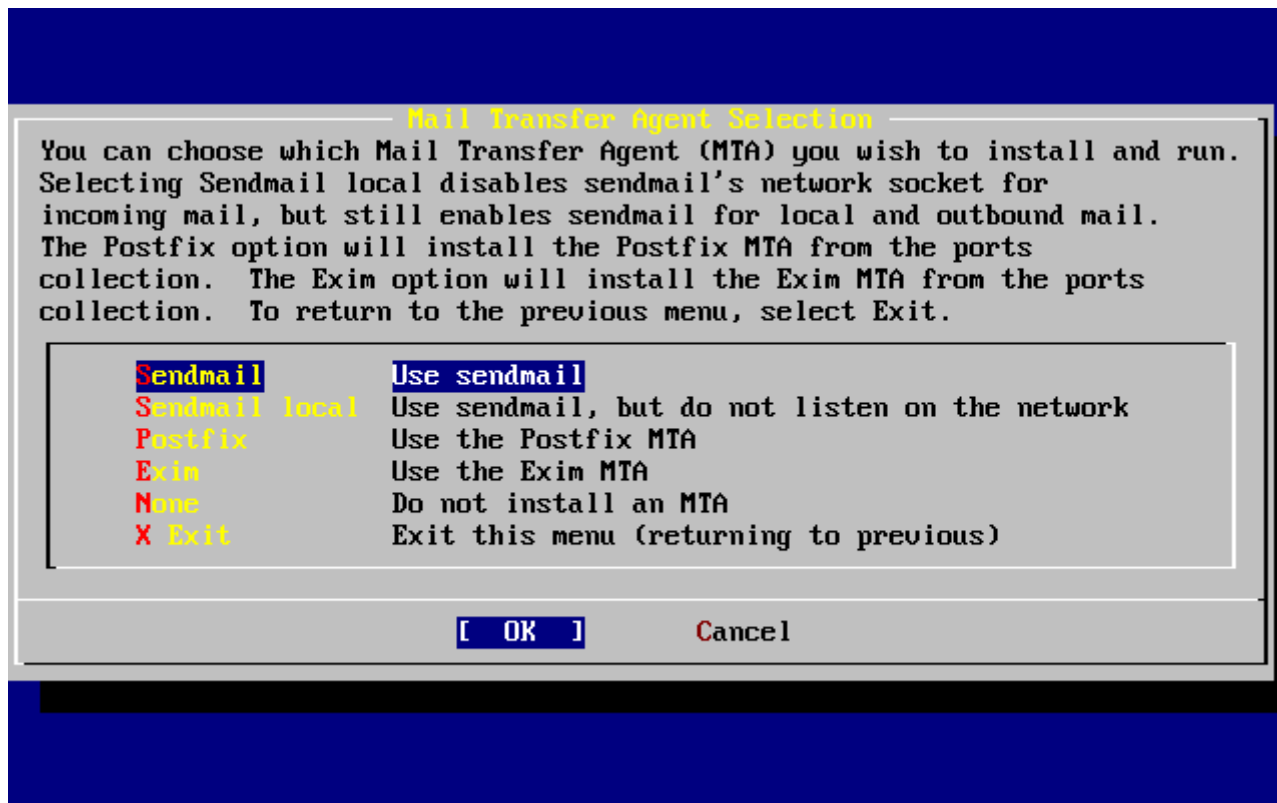 Mail Transfer Agent Selection
You can choose which Mail Transfer Agent (MTA) you wish to install and run.
Selecting Sendmail local disables sendmail's network socket for
incoming mail, but still enables sendmail for local and outbound mail.
The Postfix option will install the Postfix MTA from the ports
collection.  The Exim option will install the Exim MTA from the ports
collection.  To return to the previous menu, select Exit.
Sendmail Use sendmail
Sendmail local Use sendmail, but do not listen on the network
Postfix Use the Postfix MTA
Exim Use the Exim MTA
None Do not install an MTA
X Exit Exit this menu (returning to previous)
[ OK ] Cancel